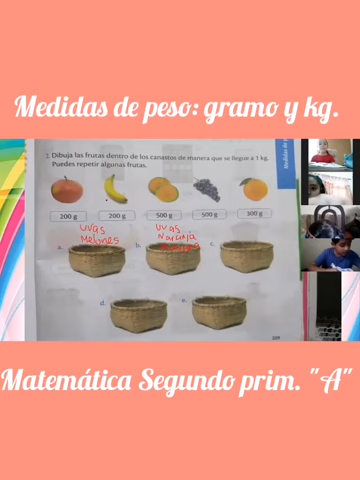 Medidas de peso: gramo y kg.
Dibuja las frutas dentro de los canastos de manera que se llegue a 1 kg.
Puedes repetir algunas frutas.
200 g 200 g 500 g 500 g 300 g
uvas
Melones
uvas
Naranja
a. b. c.
d. e.
Matemática Segundo prim. "A"